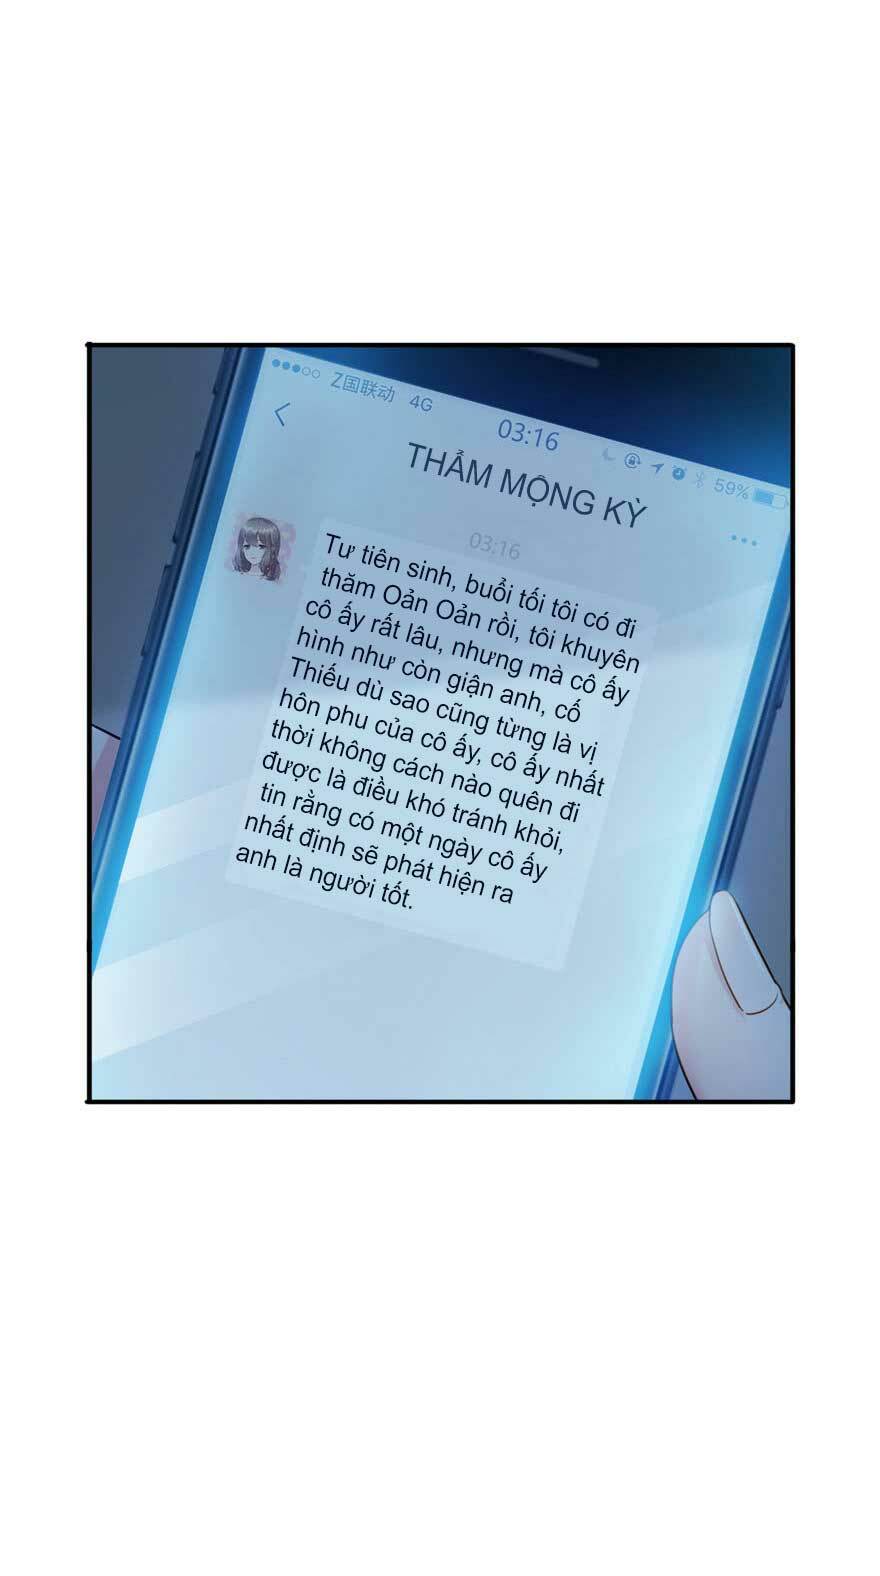 Z国联动 4G
03:16
59%
THẨM MỘNG KỲ
03:16
Tư tiên sinh, buổi tối tôi có đi
thăm Oản Oản rồi, tôi khuyên
cô ấy rất lâu, nhưng mà cô ấy
hình như còn giận anh, cố
Thiếu dù sao cũng từng là vị
hôn phu của cô ấy, cô ấy nhất
thời không cách nào quên đi
được là điều khó tránh khỏi,
tin rằng có một ngày cô ấy
nhất định sẽ phát hiện ra
anh là người tốt.